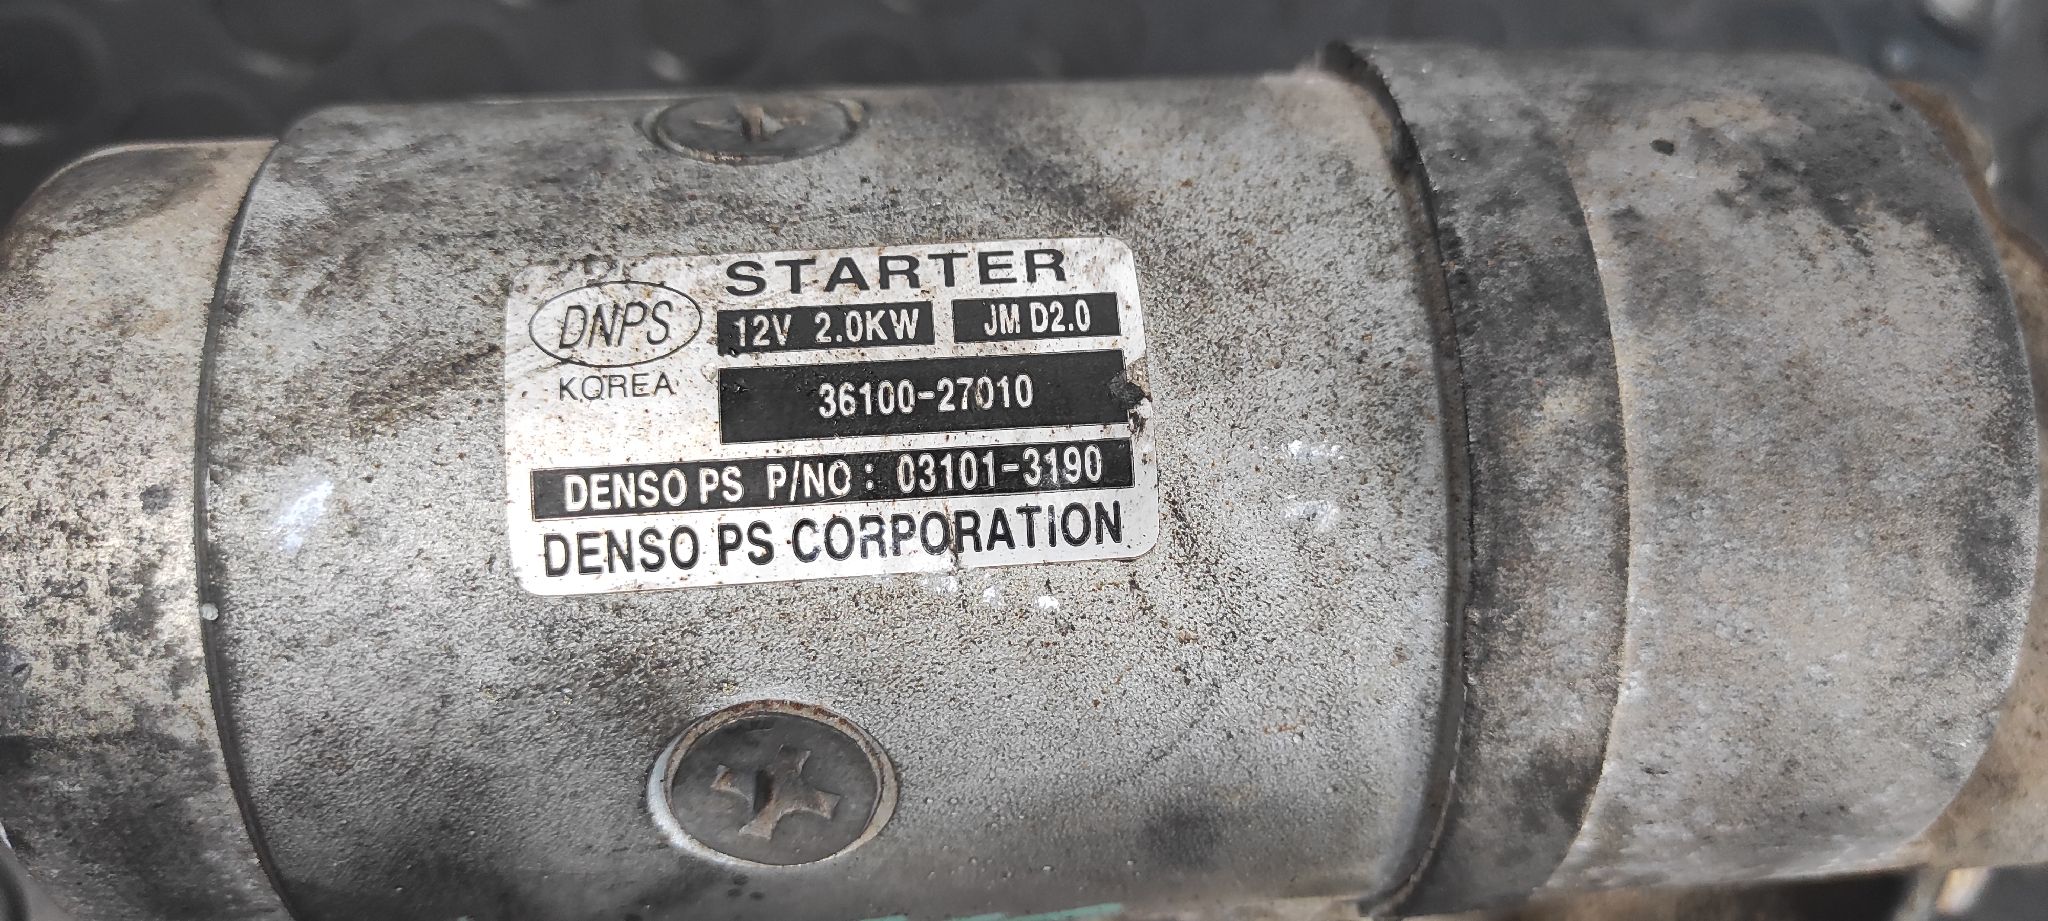 STARTER
DNPS
KOREA
12V 2.0KW JM D2.0
36100-27010
DENSO PS P/NO : 03101-3190
DENSO PS CORPORATION